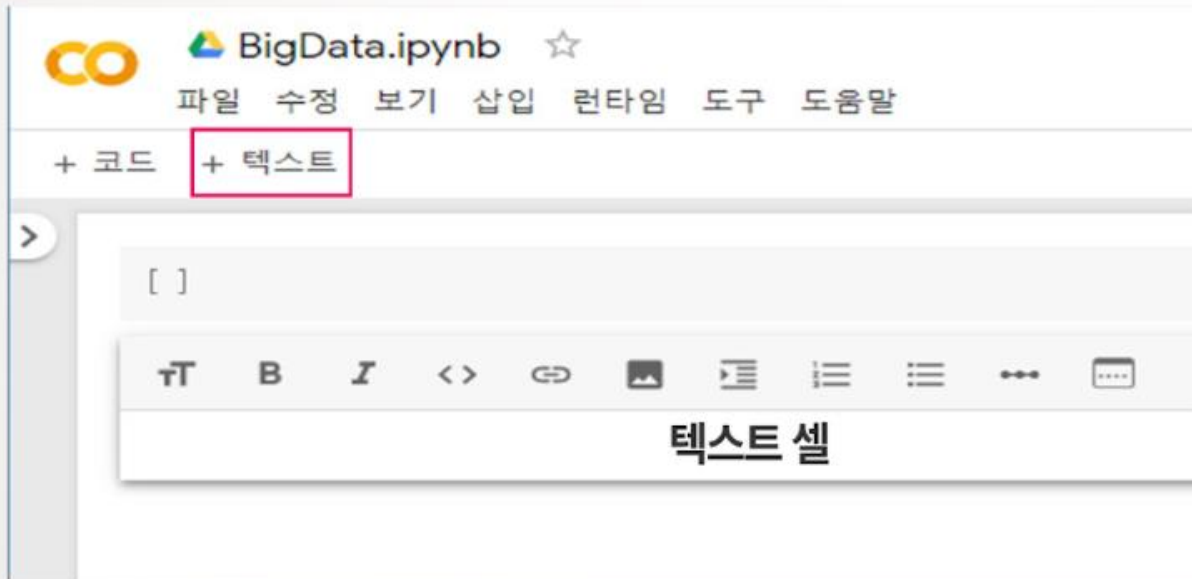 CO BigData.ipynb
파일 수정 보기 삽입 런타임 도구 도움말
+ 코드 + 텍스트
[ ]
TT B I <>
텍스트 셀